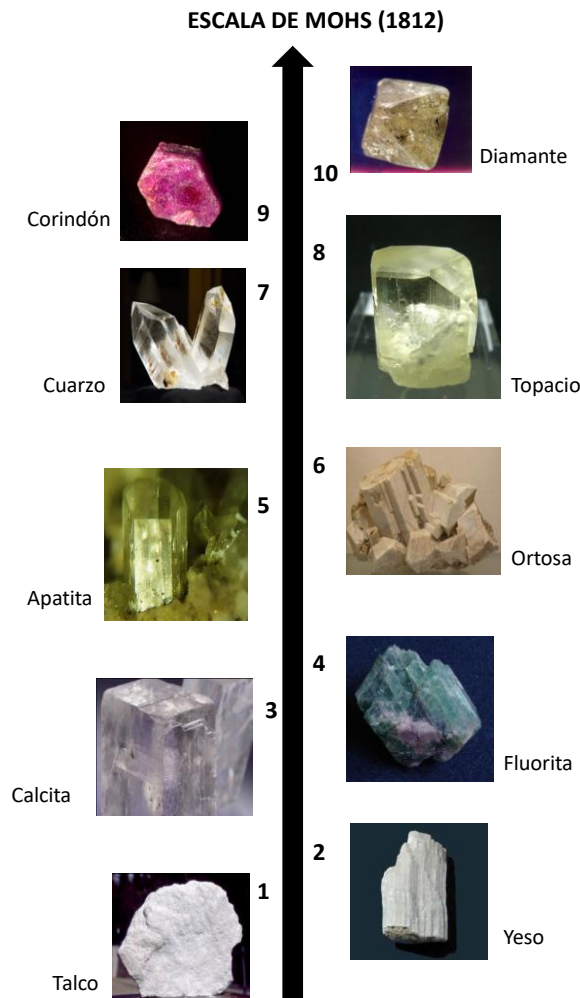 ESCALA DE MOHS (1812)
Diamante
10
Corindón
9
8
Topacio
7
Cuarzo
6
Ortosa
5
Apatita
4
Fluorita
3
Calcita
2
Yeso
1
Talco